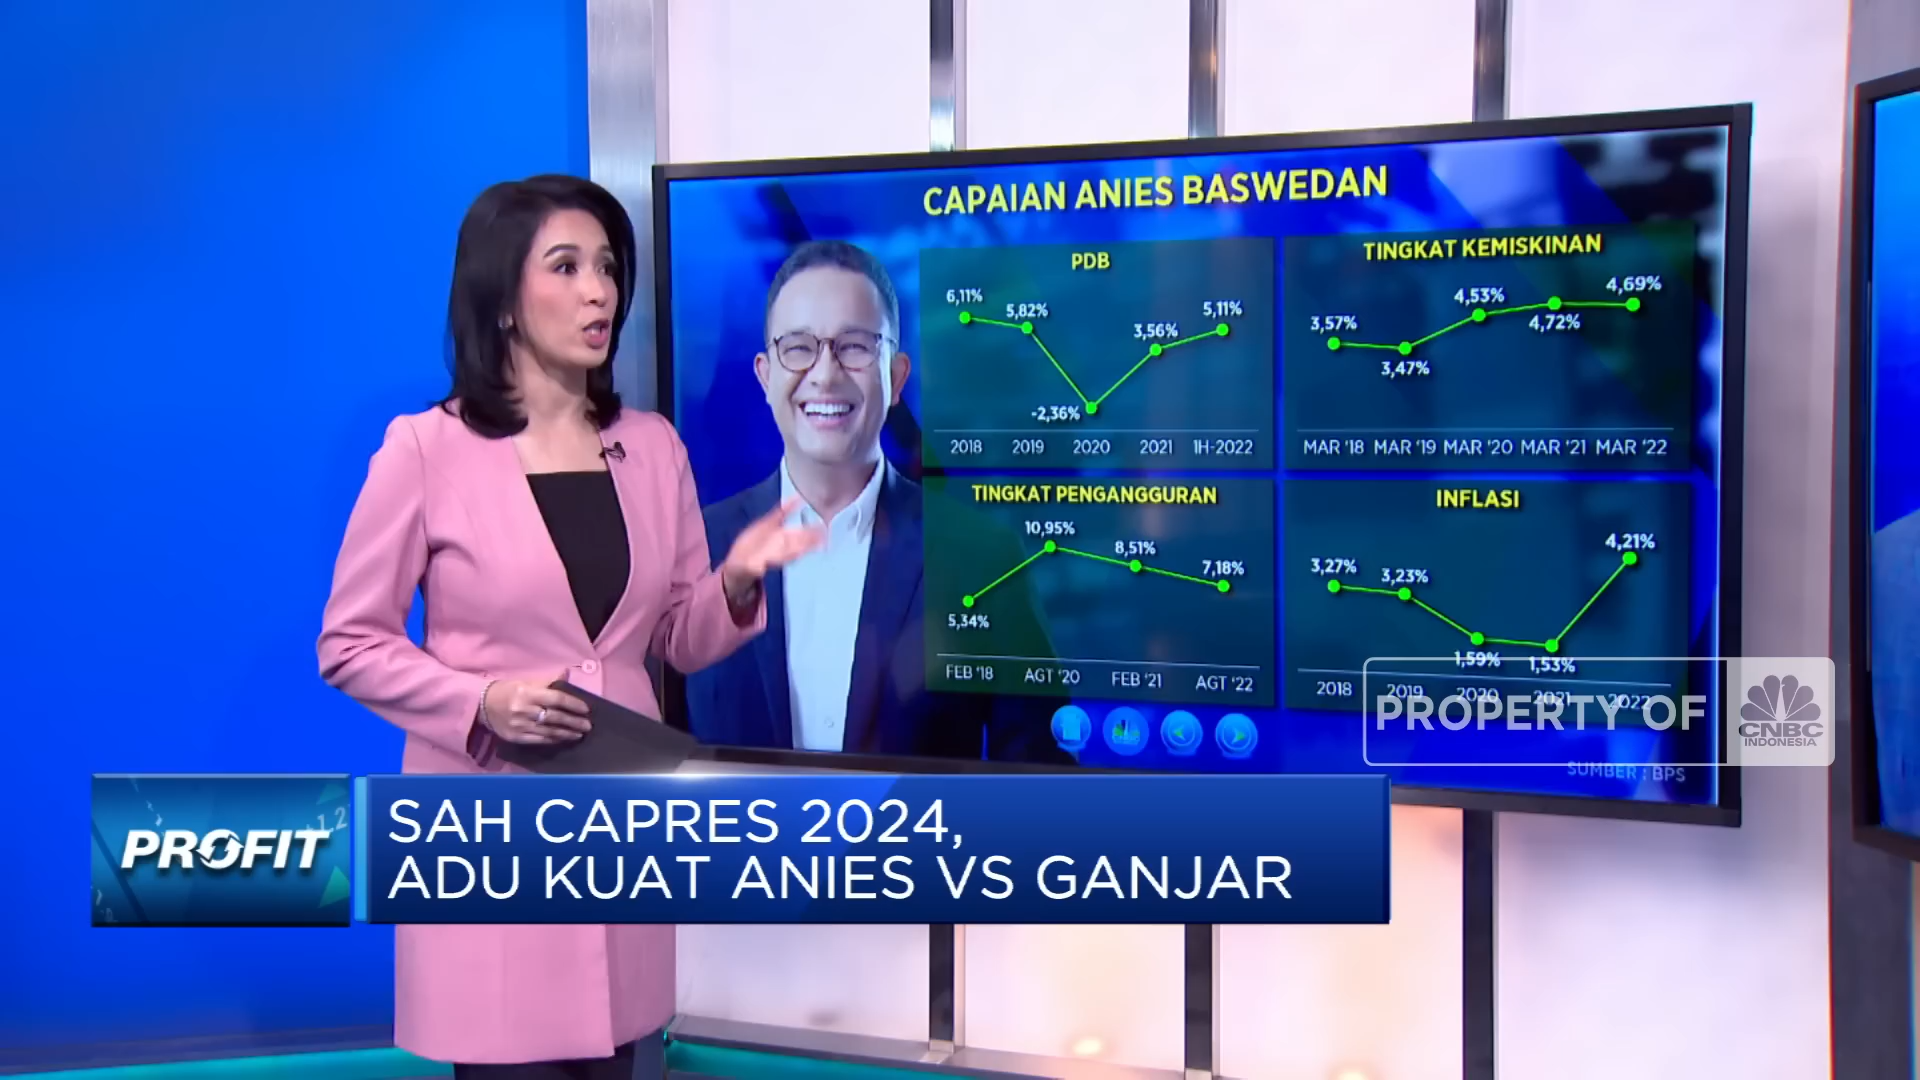 CAPAIAN ANIES BASWEDAN
PDB
6,11%
5,82%
-2,36%
3,56%
5,11%
2018 2019 2020 2021 1H-2022
TINGKAT KEMISKINAN
3,57%
3,47%
4,53%
4,72%
4,69%
MAR '18 MAR '19 MAR '20 MAR '21 MAR '22
TINGKAT PENGANGGURAN
5,34%
10,95%
8,51%
7,18%
FEB '18 AGT '20 FEB '21 AGT '22
INFLASI
3,27%
3,23%
1,59%
1,53%
4,21%
2018 2019 2020 2021 2022
PROPERTY OF
CNBC
INDONESIA
SUMBER : BPS
PROFIT
1.2
SAH CAPRES 2024,
ADU KUAT ANIES VS GANJAR